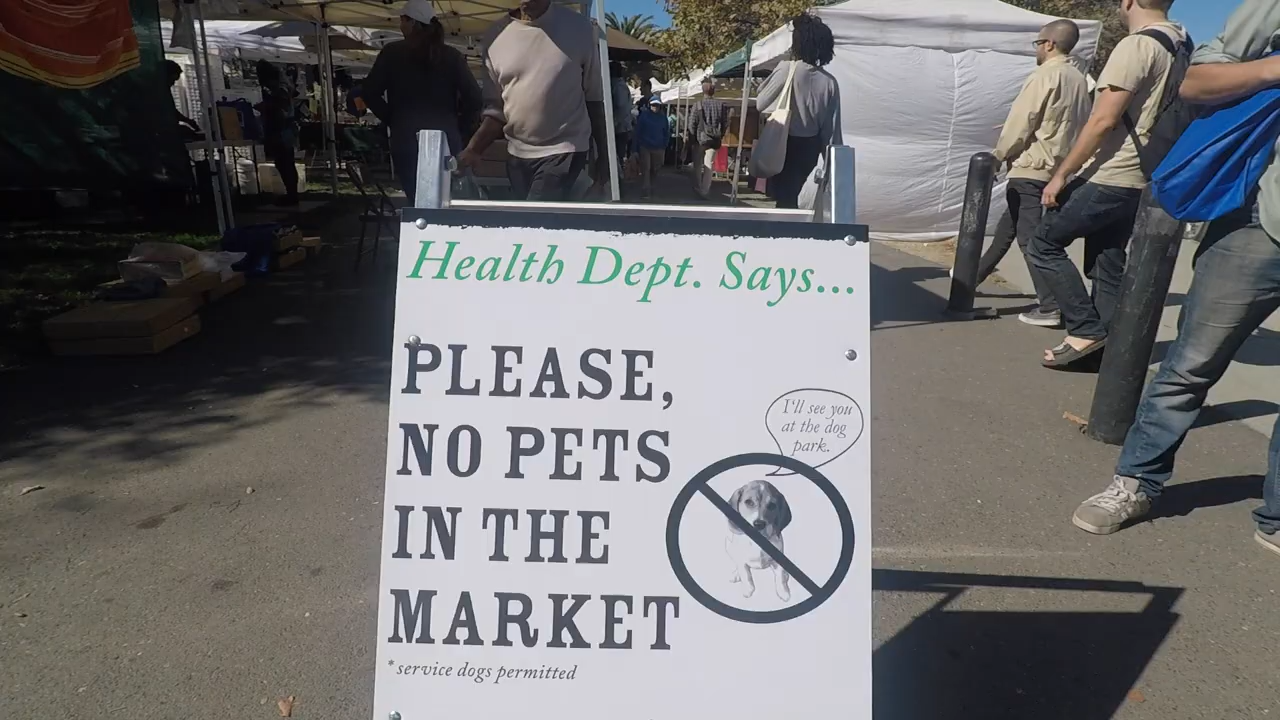 Health Dept. Says...
PLEASE,
NO PETS
IN THE
MARKET
*service dogs permitted
I'll see you
at the dog
park.